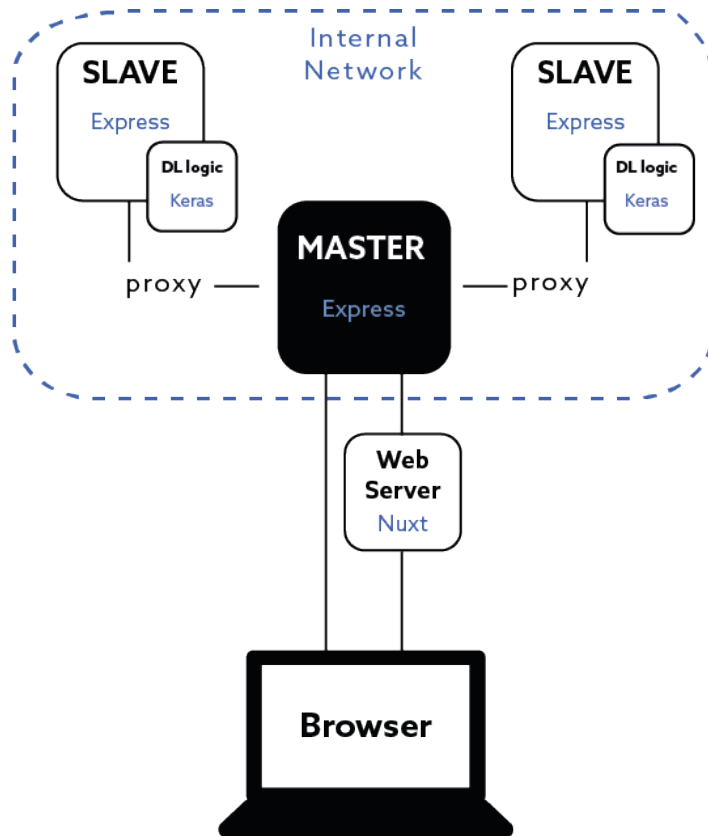 Internal
Network
SLAVE
Express
DL logic
Keras
SLAVE
Express
DL logic
Keras
MASTER
Express
proxy
proxy
Web
Server
Nuxt
Browser